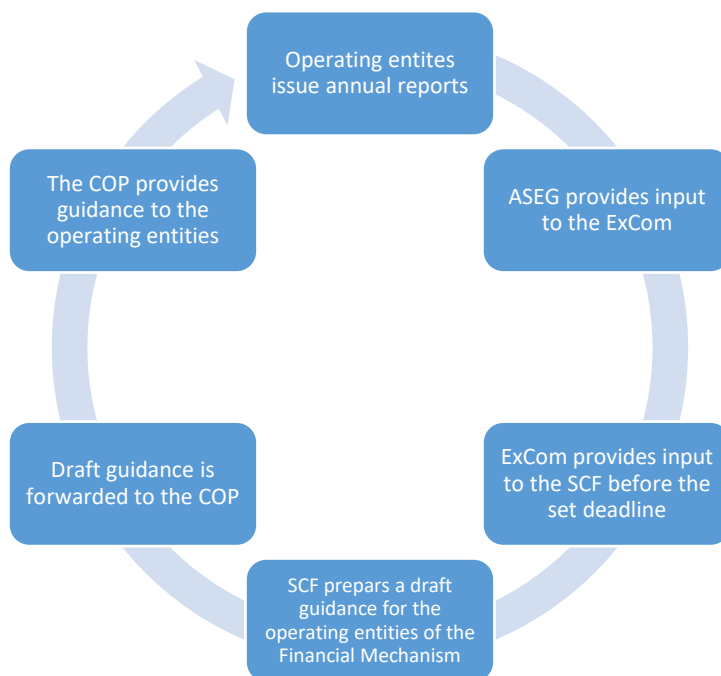 Operating entites
issue annual reports
ASEG provides input
to the ExCom
ExCom provides input
to the SCF before the
set deadline
SCF prepars a draft
guidance for the
operating entities of the
Financial Mechanism
Draft guidance is
forwarded to the COP
The COP provides
guidance to the
operating entities